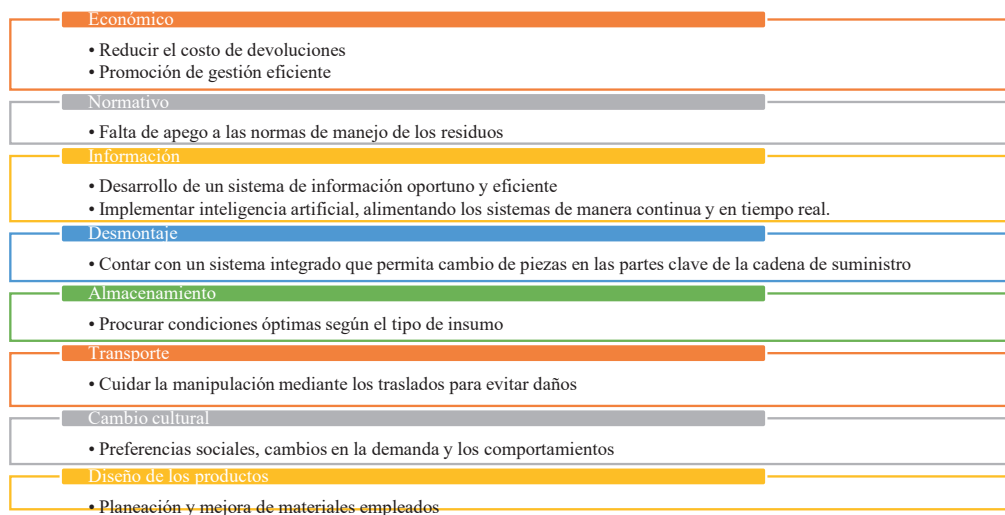 Económico
• Reducir el costo de devoluciones
• Promoción de gestión eficiente
Normativo
• Falta de apego a las normas de manejo de los residuos
Información
• Desarrollo de un sistema de información oportuno y eficiente
• Implementar inteligencia artificial, alimentando los sistemas de manera continua y en tiempo real.
Desmontaje
• Contar con un sistema integrado que permita cambio de piezas en las partes clave de la cadena de suministro
Almacenamiento
• Procurar condiciones óptimas según el tipo de insumo
Transporte
• Cuidar la manipulación mediante los traslados para evitar daños
Cambio cultural
• Preferencias sociales, cambios en la demanda y los comportamientos
Diseño de los productos
• Planeación y mejora de materiales empleados